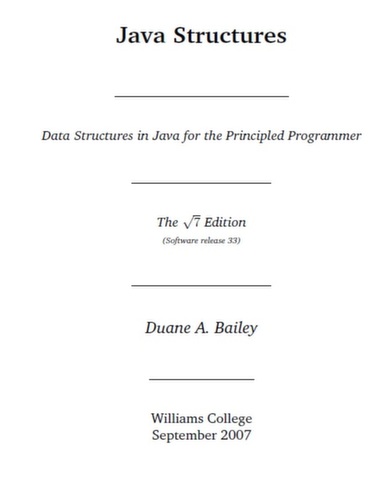 Java Structures
Data Structures in Java for the Principled Programmer
The √7 Edition
(Software release 33)
Duane A. Bailey
Williams College
September 2007